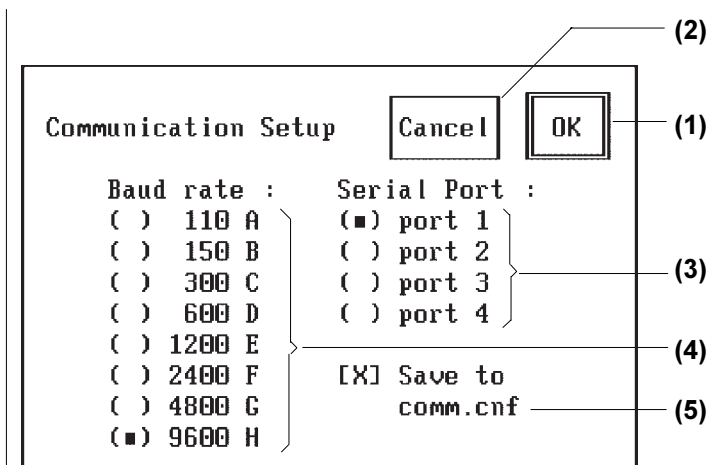 (2)
Communication Setup Cancel OK (1)
Baud rate : Serial Port :
( ) 110 A (■) port 1
( ) 150 B ( ) port 2
( ) 300 C ( ) port 3 (3)
( ) 600 D ( ) port 4
( ) 1200 E (4)
( ) 2400 F [X] Save to
( ) 4800 G comm.cnf (5)
(■) 9600 H